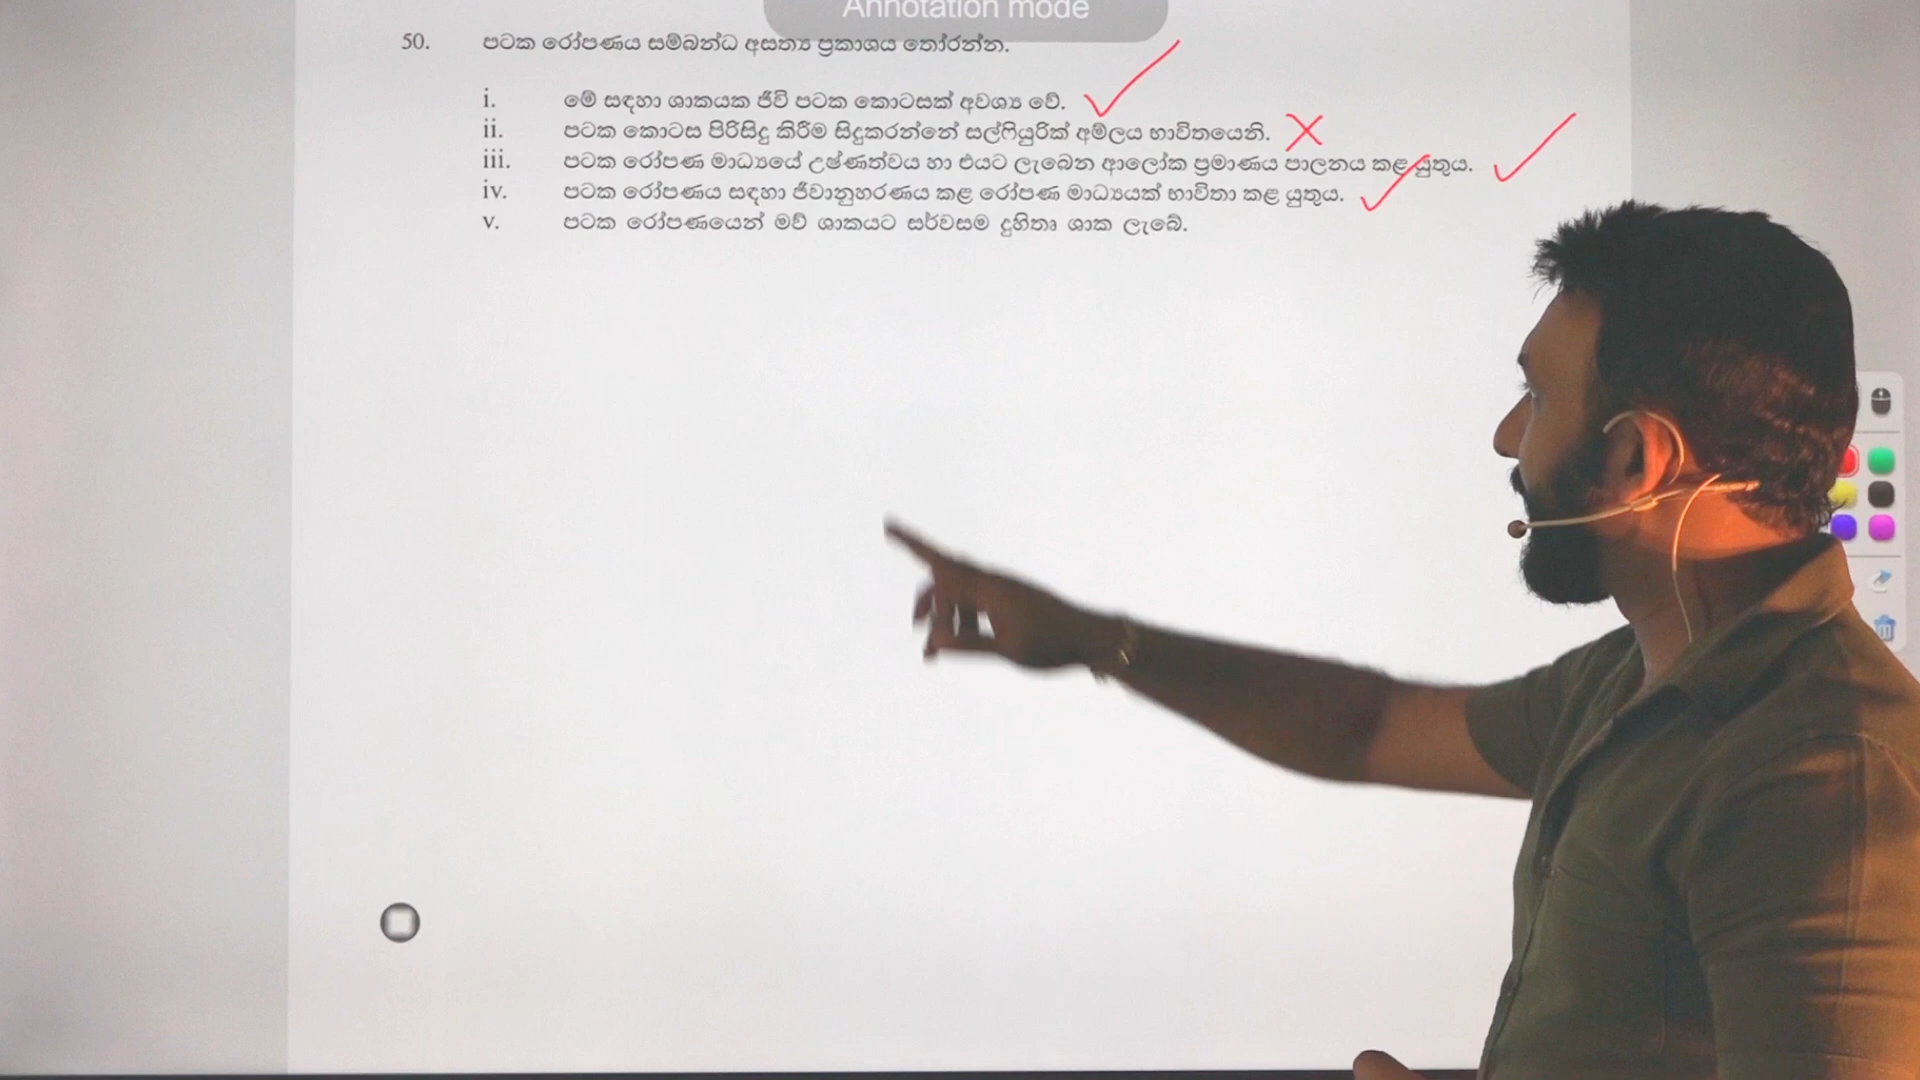 Annotation mode
50. පටක රෝපණය සම්බන්ධ අසත්‍ය ප්‍රකාශය තෝරන්න.
i. මේ සඳහා ශාකයක ජීවි පටක කොටසක් අවශ්‍ය වේ.
ii. පටක කොටස පිරිසිදු කිරීම සිදුකරන්නේ සල්ෆියුරික් අම්ලය භාවිතයෙනි.
iii. පටක රෝපණ මාධ්‍යයේ උෂ්ණත්වය හා එයට ලැබෙන ආලෝක ප්‍රමාණය පාලනය කළ යුතුය.
iv. පටක රෝපණය සඳහා ජීවානුහරණය කළ රෝපණ මාධ්‍යයක් භාවිතා කළ යුතුය.
v. පටක රෝපණයෙන් මව් ශාකයට සර්වසම දුහිතෘ ශාක ලැබේ.